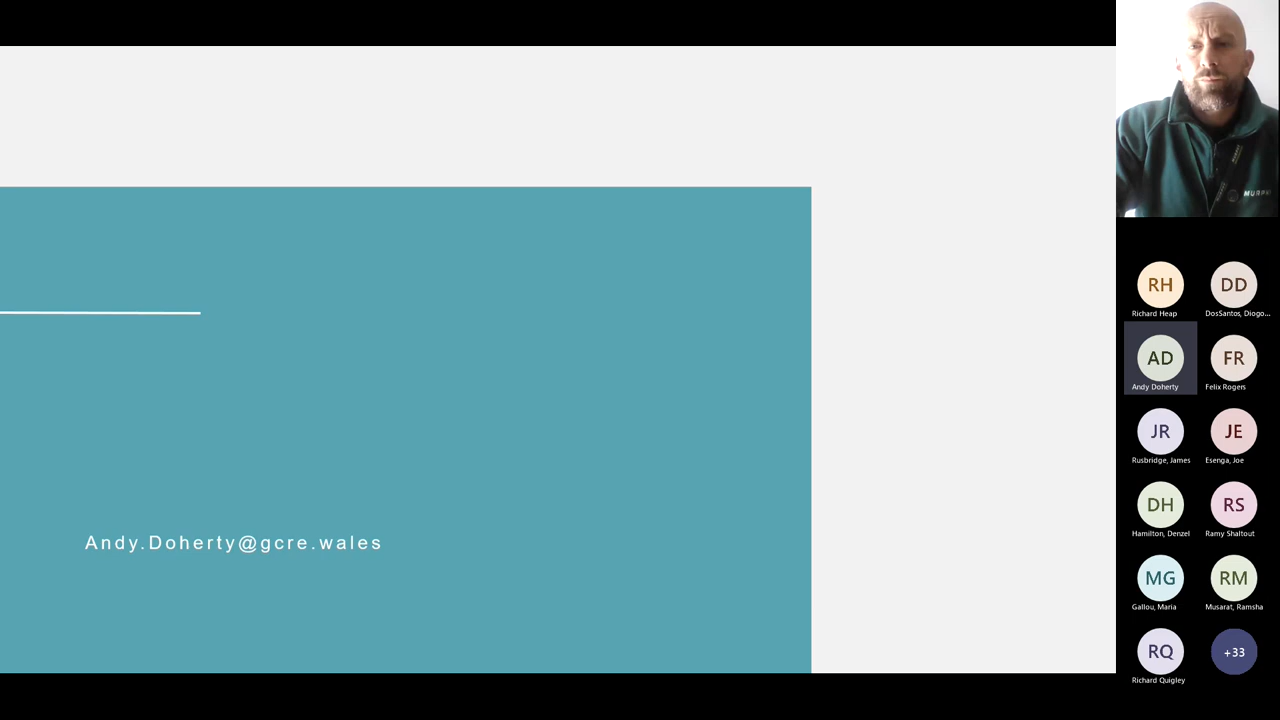 Andy.Doherty@gcre.wales
MURPH
RH
DD
Richard Heap
DosSantos, Diogo...
AD
FR
Andy Doherty
Felix Rogers
JR
JE
Rusbridge, James
Esenga, Joe
DH
RS
Hamilton, Denzel
Ramy Shaltout
MG
RM
Gallou, Maria
Musarat, Ramsha
RQ
+33
Richard Quigley